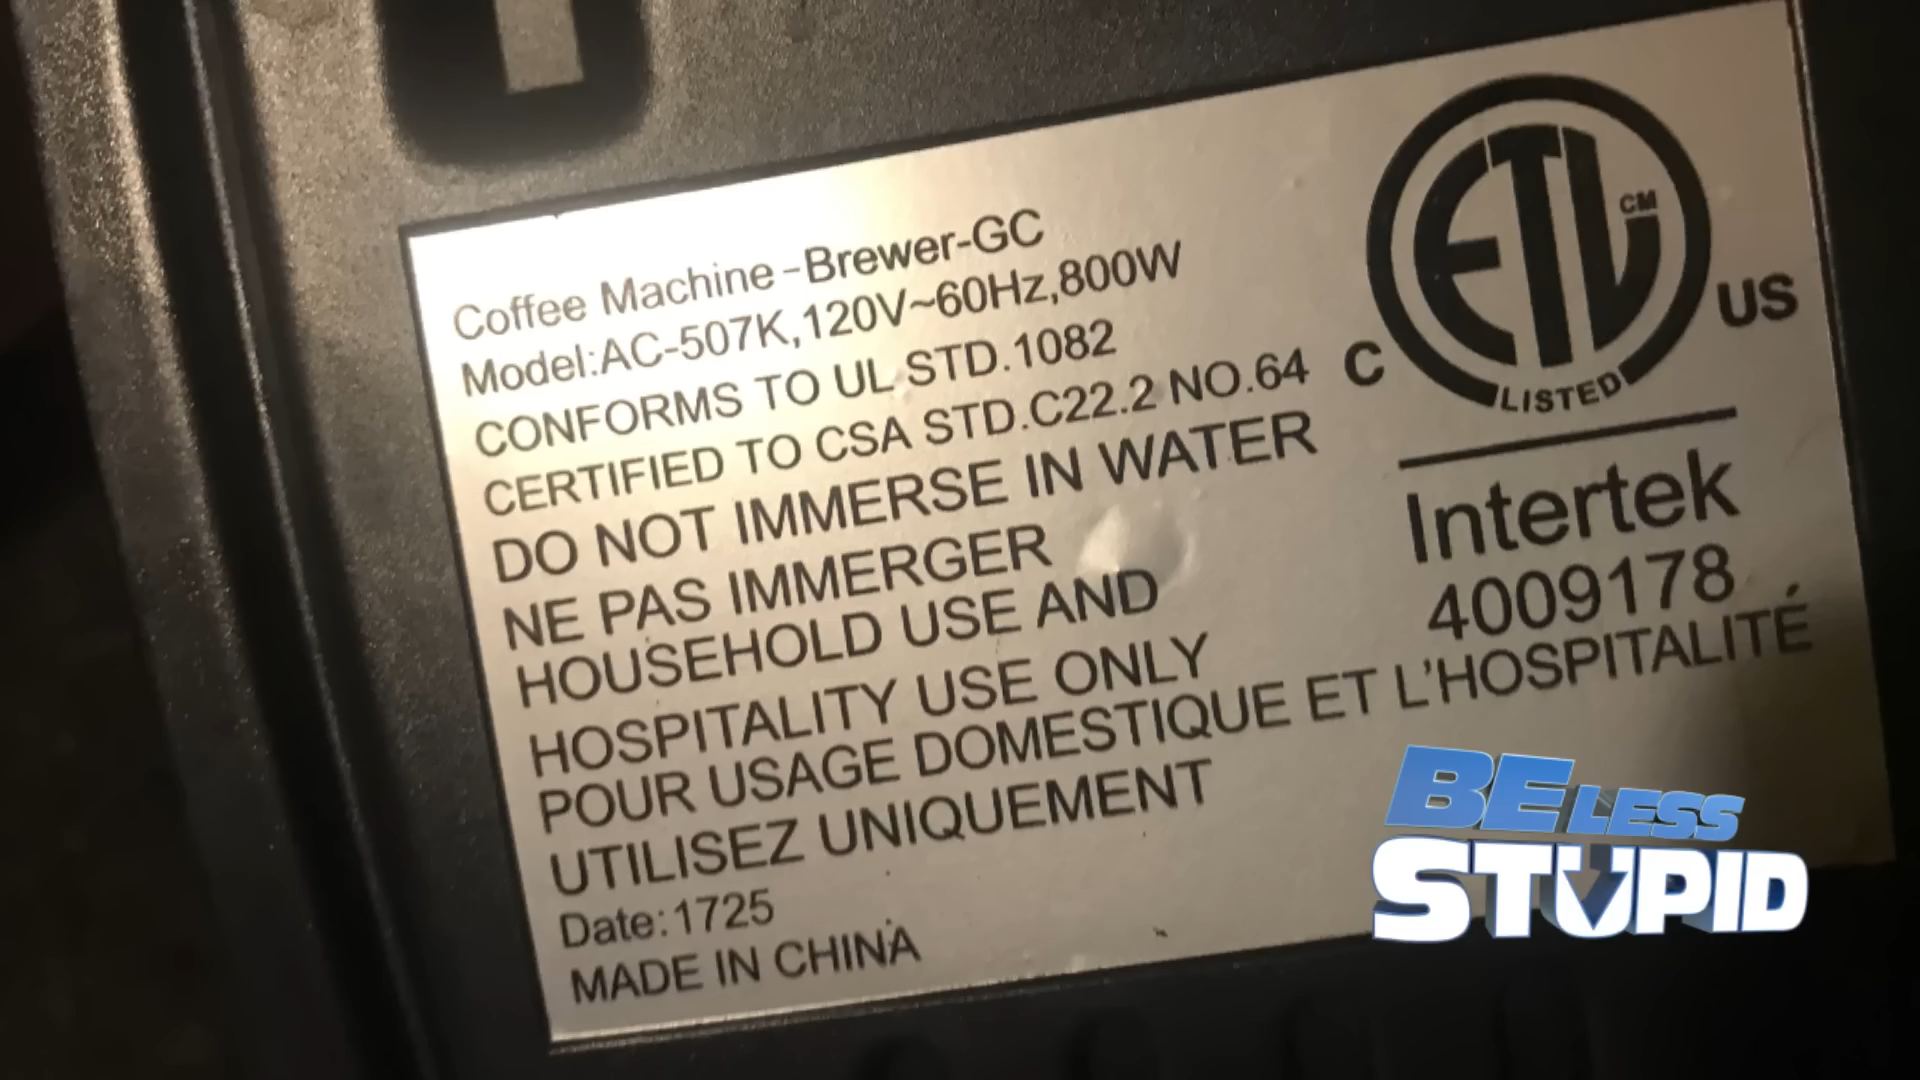 Coffee Machine-Brewer-GC
Model:AC-507K,120V~60Hz,800W
CONFORMS TO UL STD.1082
CERTIFIED TO CSA STD.C22.2 NO.64
DO NOT IMMERSE IN WATER
NE PAS IMMERGER
HOUSEHOLD USE AND
HOSPITALITY USE ONLY
POUR USAGE DOMESTIQUE ET L'HOSPITALITÉ
UTILISEZ UNIQUEMENT
Date:1725
MADE IN CHINA
ETL CM
C US
LISTED
Intertek
4009178
BE LESS
STUPID